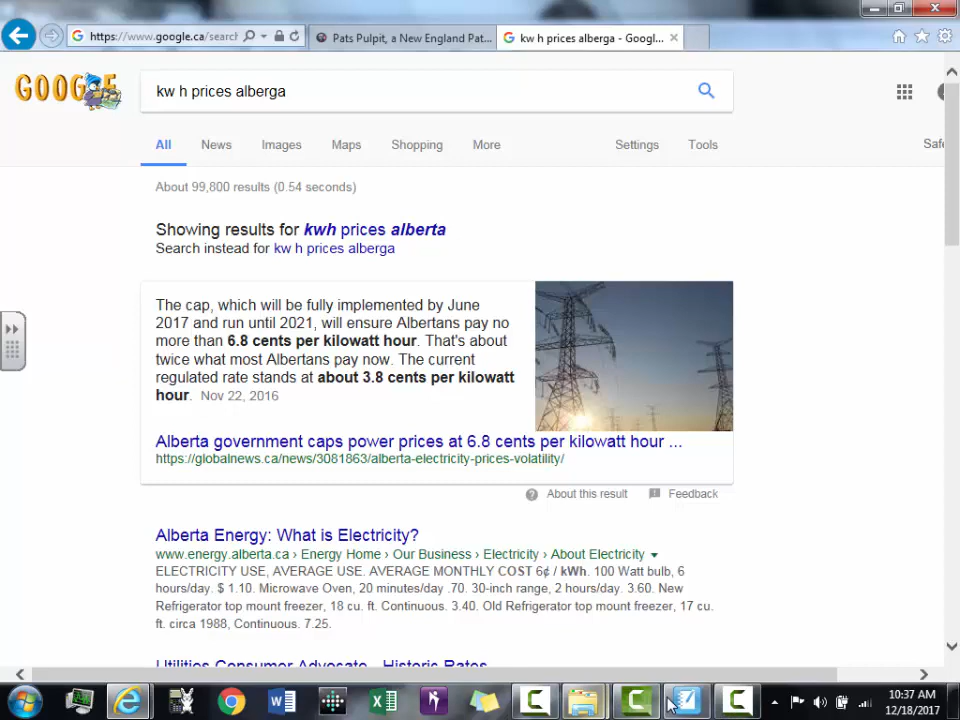 https://www.google.ca/search
Pats Pulpit, a New England Pat...
kw h prices alberga - Googl...
GOOGLE
kw h prices alberga
All
News
Images
Maps
Shopping
More
Settings
Tools
Safe
About 99,800 results (0.54 seconds)
Showing results for kwh prices alberta
Search instead for kw h prices alberga
The cap, which will be fully implemented by June
2017 and run until 2021, will ensure Albertans pay no
more than 6.8 cents per kilowatt hour. That's about
twice what most Albertans pay now. The current
regulated rate stands at about 3.8 cents per kilowatt
hour. Nov 22, 2016
Alberta government caps power prices at 6.8 cents per kilowatt hour ...
https://globalnews.ca/news/3081863/alberta-electricity-prices-volatility/
About this result
Feedback
Alberta Energy: What is Electricity?
www.energy.alberta.ca › Energy Home › Our Business › Electricity › About Electricity
ELECTRICITY USE, AVERAGE USE. AVERAGE MONTHLY COST 6¢ / kWh. 100 Watt bulb, 6
hours/day. $ 1.10. Microwave Oven, 20 minutes/day .70. 30-inch range, 2 hours/day. 3.60. New
Refrigerator top mount freezer, 18 cu. ft. Continuous. 3.40. Old Refrigerator top mount freezer, 17 cu.
ft. circa 1988, Continuous. 7.25.
Utilities Consumer Advocate - Historic Rates
10:37 AM
12/18/2017